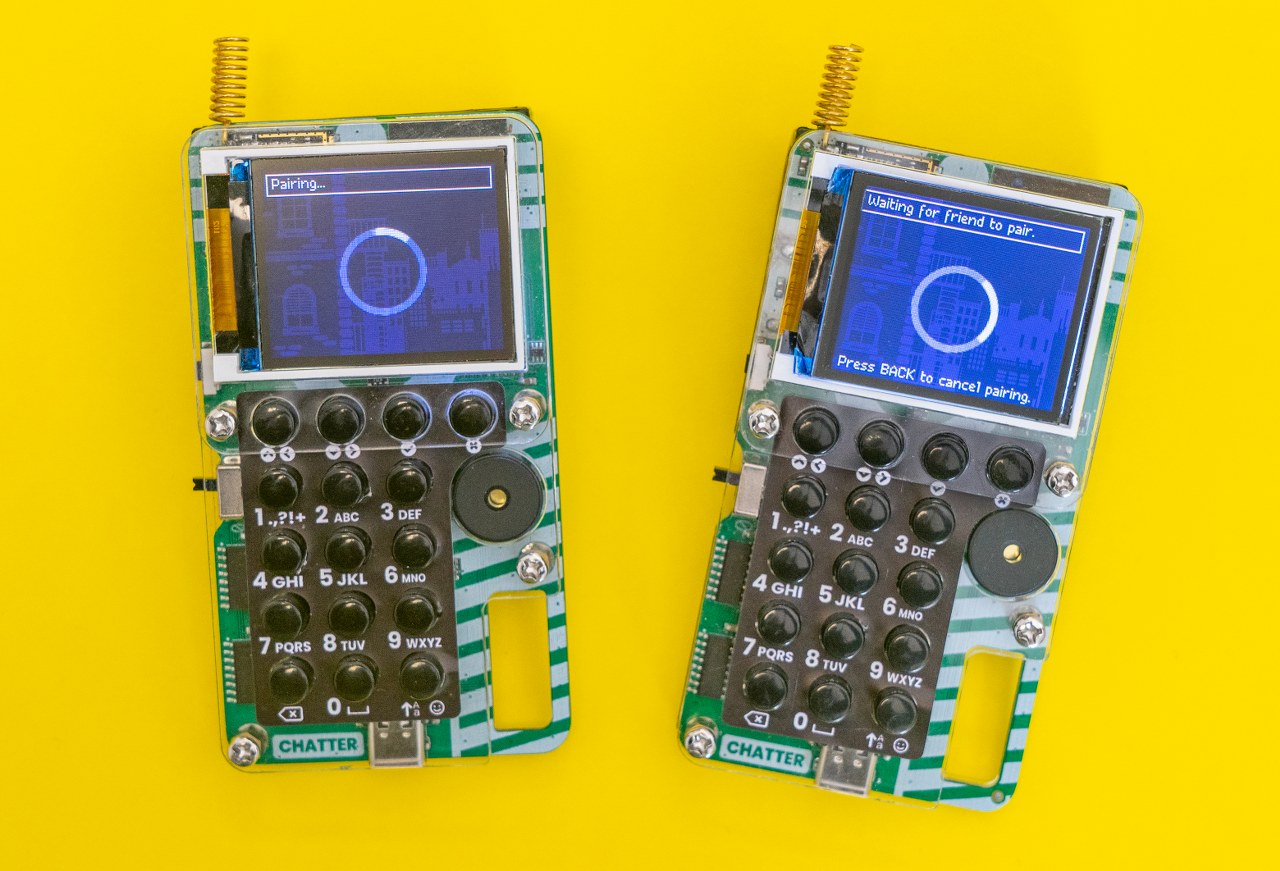 Pairing...
1.,?!+ 2 ABC 3 DEF
4 GHI 5 JKL 6 MNO
7 PQRS 8 TUV 9 WXYZ
0
CHATTER
Waiting for friend to pair.
Press BACK to cancel pairing.
1.,?!+ 2 ABC 3 DEF
4 GHI 5 JKL 6 MNO
7 PQRS 8 TUV 9 WXYZ
0
CHATTER